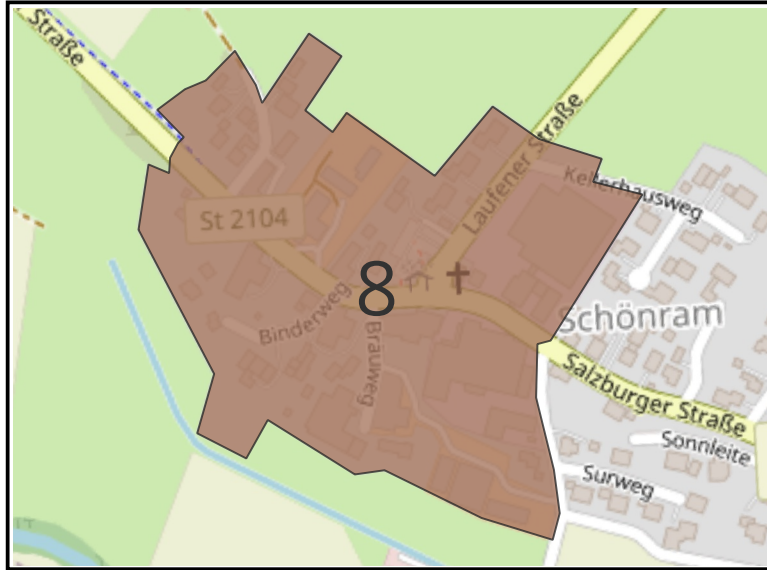 Straße
Laufener Straße
Kellerhausweg
St 2104
8
Binderweg
Brauweg
Schönram
Salzburger Straße
Sonnleite
Surweg